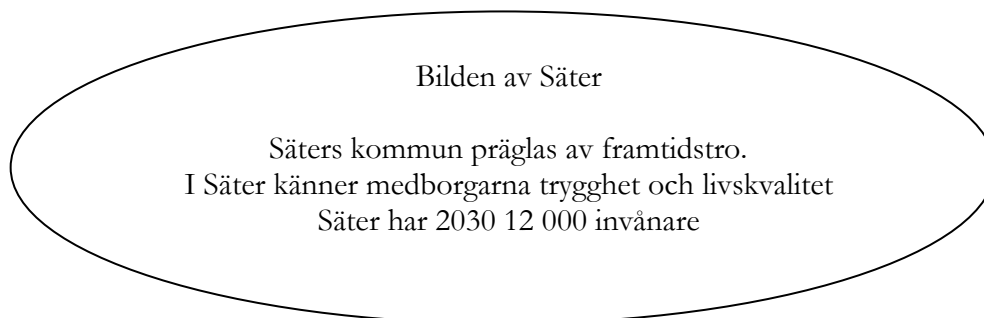 Bilden av Säter
Säters kommun präglas av framtidstro.
I Säter känner medborgarna trygghet och livskvalitet
Säter har 2030 12 000 invånare